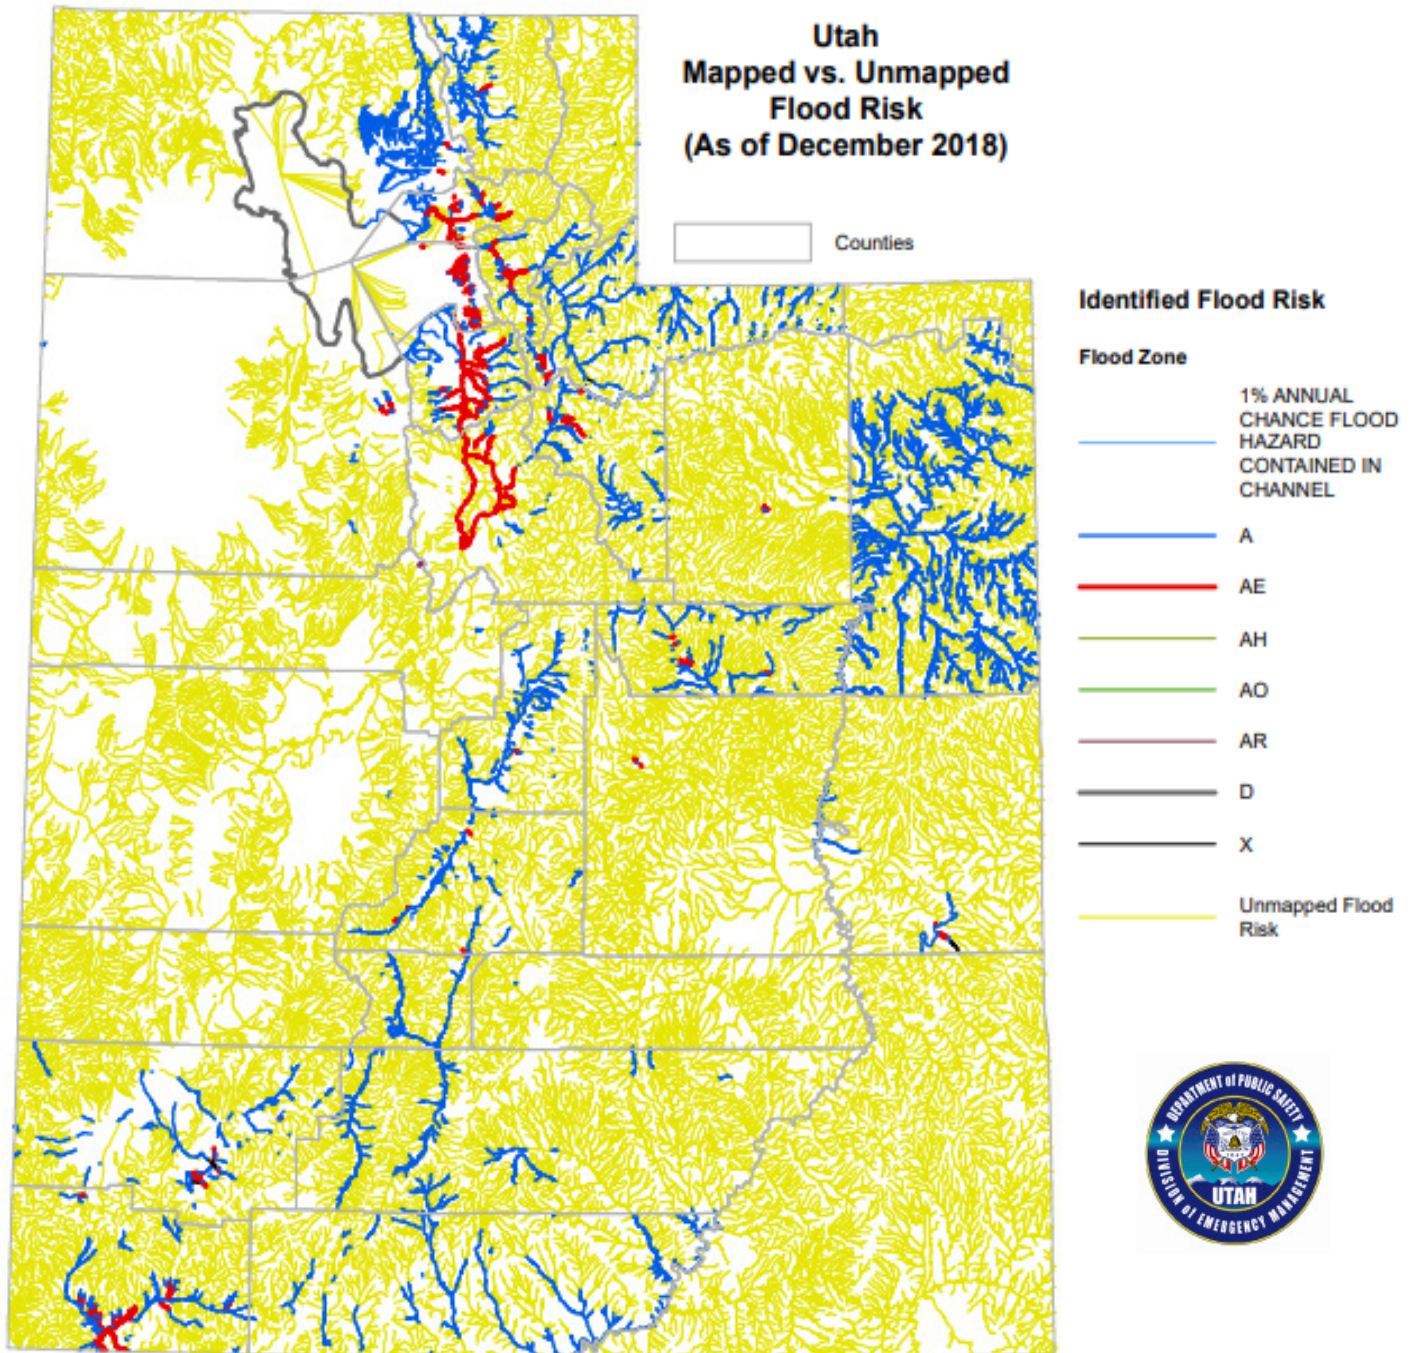 Utah
Mapped vs. Unmapped
Flood Risk
(As of December 2018)
Counties
Identified Flood Risk
Flood Zone
1% ANNUAL
CHANCE FLOOD
HAZARD
CONTAINED IN
CHANNEL
A
AE
AH
AO
AR
D
X
Unmapped Flood
Risk
DEPARTMENT of PUBLIC SAFETY
UTAH
DIVISION of EMERGENCY MANAGEMENT